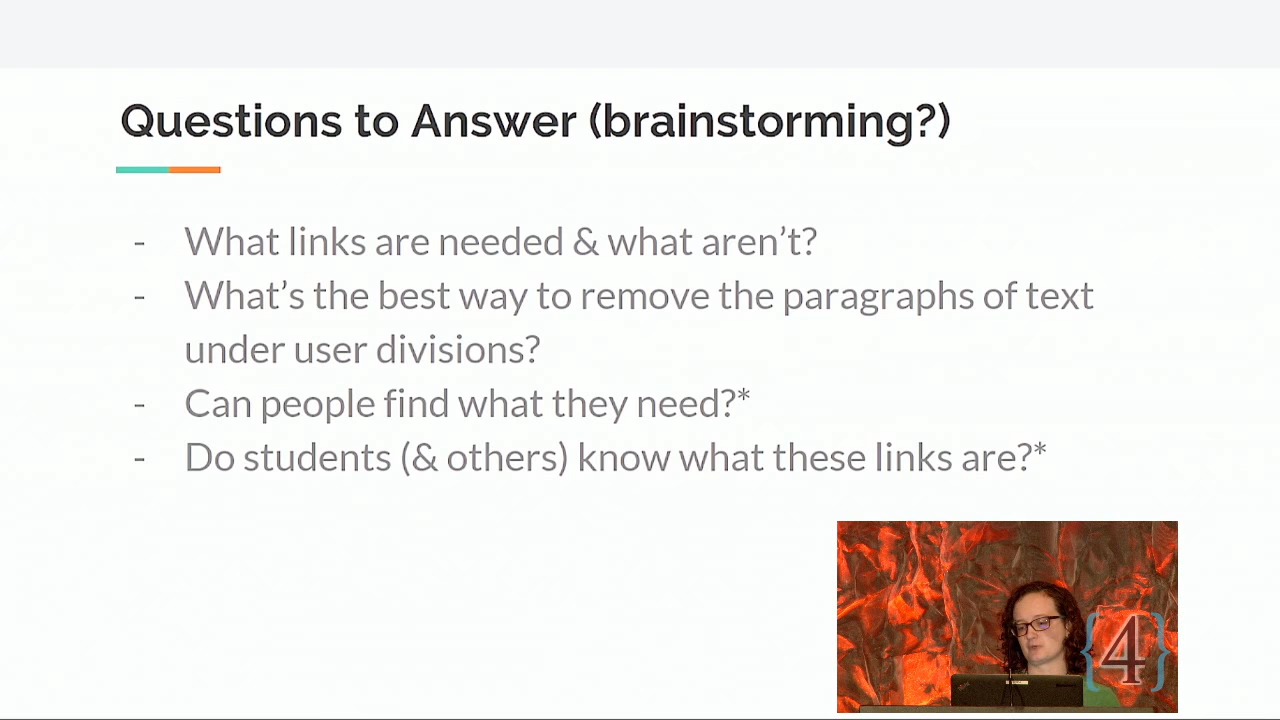 Questions to Answer (brainstorming?)
- What links are needed & what aren't?
- What's the best way to remove the paragraphs of text
under user divisions?
- Can people find what they need?*
- Do students (& others) know what these links are?*
{4}